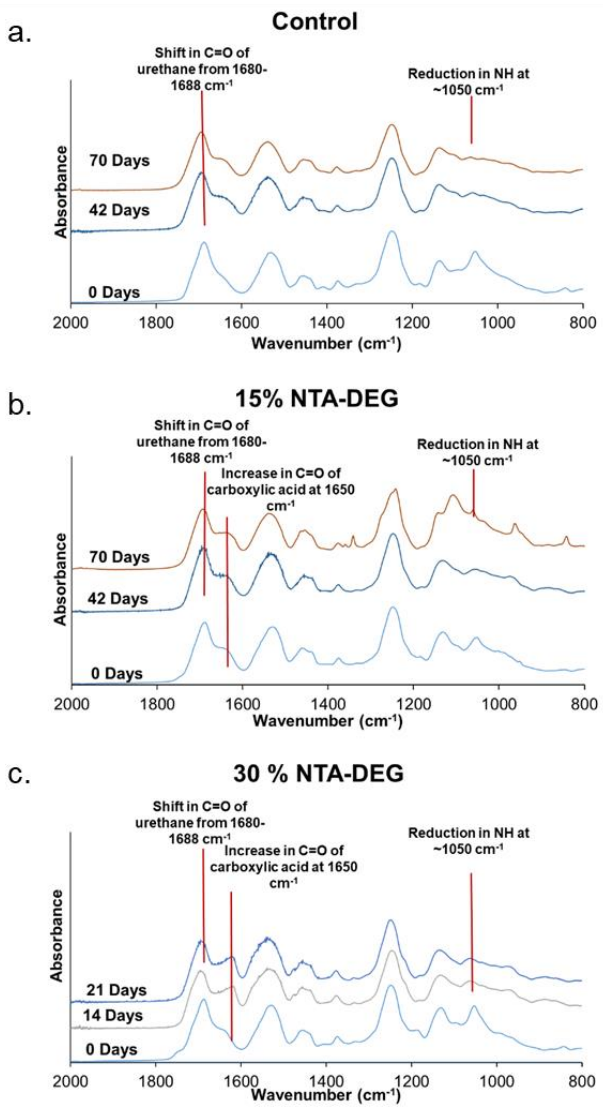 a.
Control
Shift in C=O of
urethane from 1680-
1688 cm-1
Reduction in NH at
~1050 cm-1
70 Days
42 Days
0 Days
Absorbance
2000 1800 1600 1400 1200 1000 800
Wavenumber (cm-1)
b.
15% NTA-DEG
Shift in C=O of
urethane from 1680-
1688 cm-1
Increase in C=O of
carboxylic acid at 1650
cm-1
Reduction in NH at
~1050 cm-1
70 Days
42 Days
0 Days
Absorbance
2000 1800 1600 1400 1200 1000 800
Wavenumber (cm-1)
c.
30 % NTA-DEG
Shift in C=O of
urethane from 1680-
1688 cm-1
Increase in C=O of
carboxylic acid at 1650
cm-1
Reduction in NH at
~1050 cm-1
21 Days
14 Days
0 Days
Absorbance
2000 1800 1600 1400 1200 1000 800
Wavenumber (cm-1)